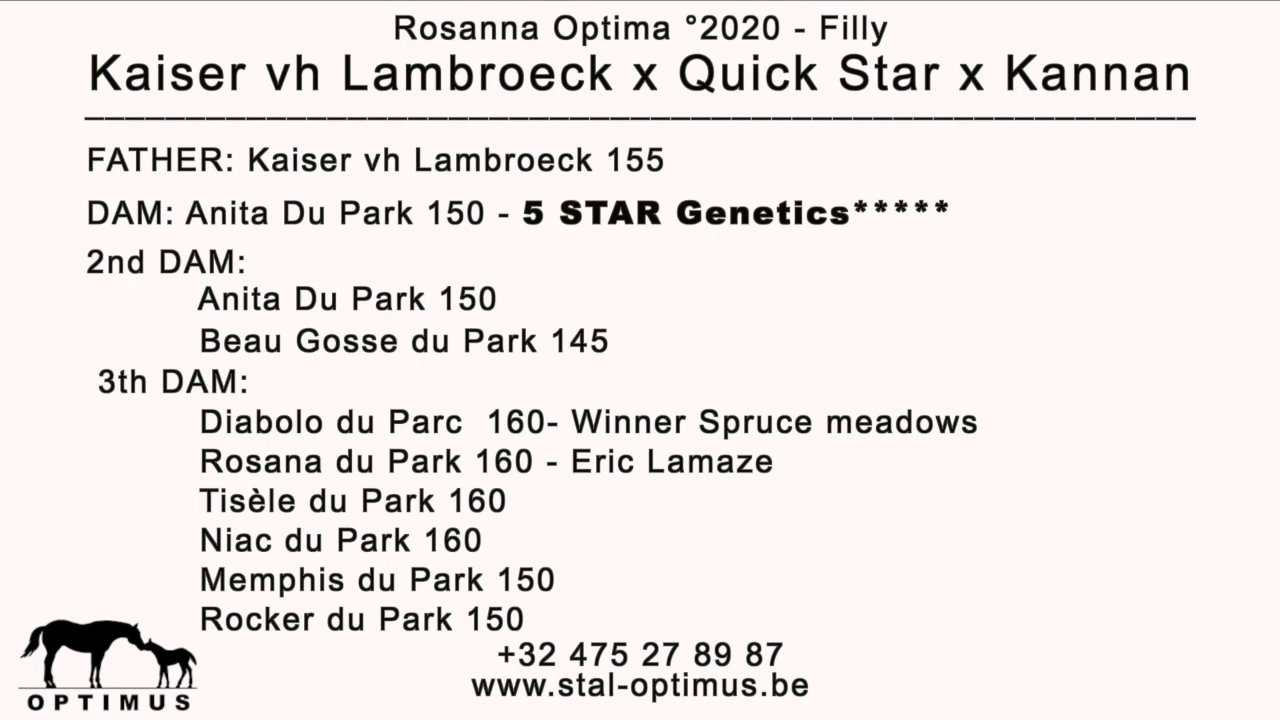 Rosanna Optima °2020 - Filly
Kaiser vh Lambroeck x Quick Star x Kannan
FATHER: Kaiser vh Lambroeck 155
DAM: Anita Du Park 150 - 5 STAR Genetics*****
2nd DAM:
Anita Du Park 150
Beau Gosse du Park 145
3th DAM:
Diabolo du Parc  160- Winner Spruce meadows
Rosana du Park 160 - Eric Lamaze
Tisèle du Park 160
Niac du Park 160
Memphis du Park 150
Rocker du Park 150
+32 475 27 89 87
www.stal-optimus.be
OPTIMUS